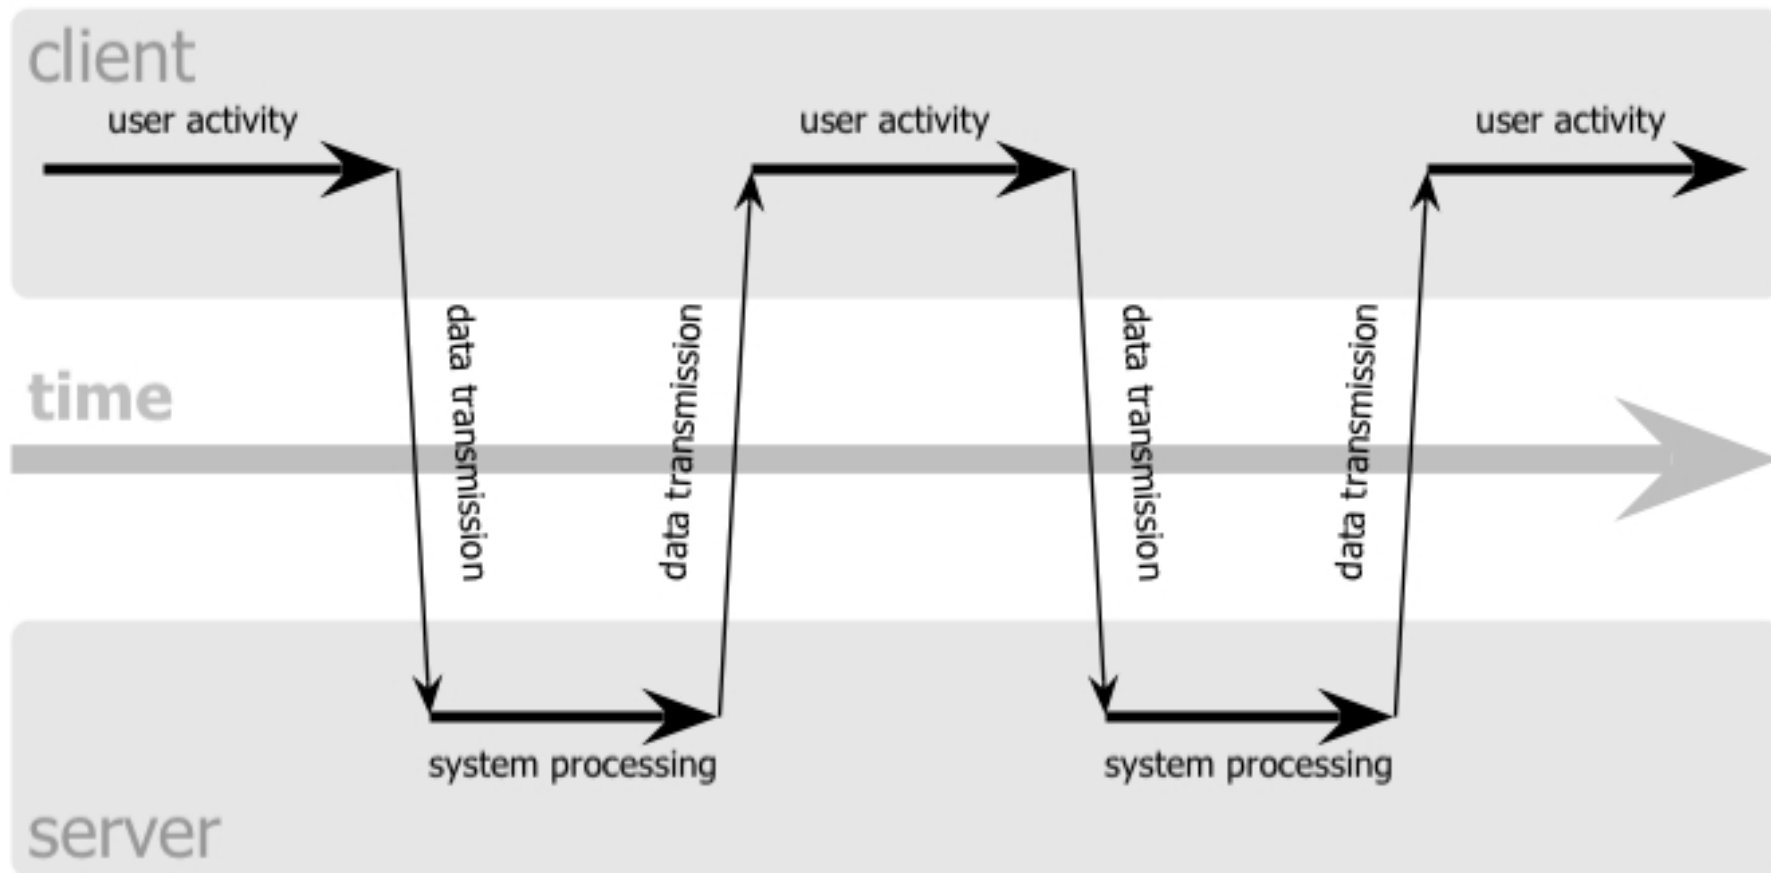 client
user activity
user activity
user activity
data transmission
data transmission
data transmission
data transmission
time
system processing
system processing
server